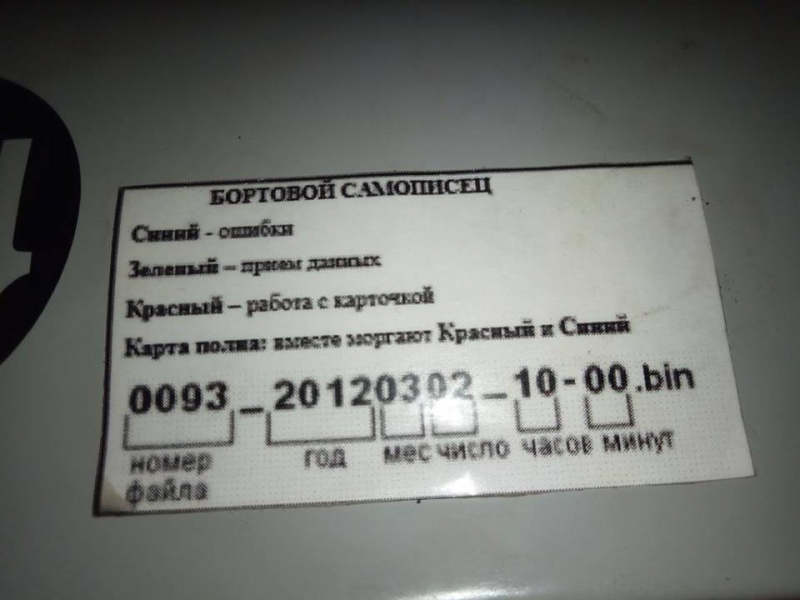 БОРТОВОЙ САМОПИСЕЦ
Синий - ошибки
Зеленый – прием данных
Красный – работа с карточкой
Карта полна: вместе моргают Красный и Синий
0093_20120302_10-00.bin
номер файла год мес число часов минут